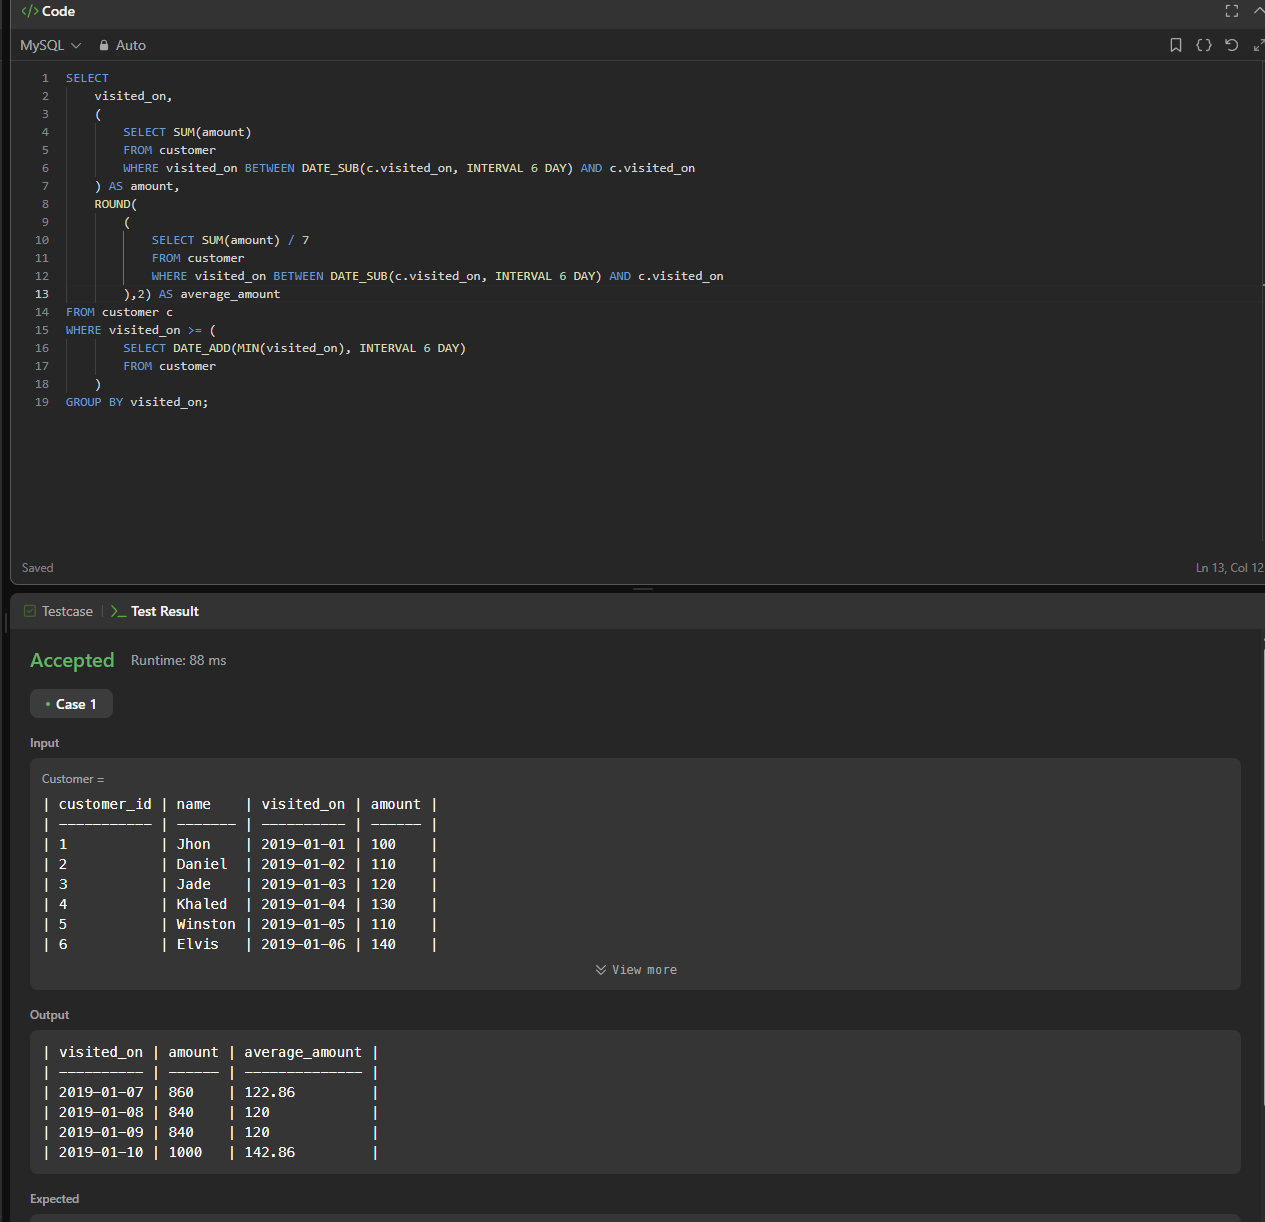 </> Code
MySQL Auto
1 SELECT
2 visited_on,
3 (
4 SELECT SUM(amount)
5 FROM customer
6 WHERE visited_on BETWEEN DATE_SUB(c.visited_on, INTERVAL 6 DAY) AND c.visited_on
7 ) AS amount,
8 ROUND(
9 (
10 SELECT SUM(amount) / 7
11 FROM customer
12 WHERE visited_on BETWEEN DATE_SUB(c.visited_on, INTERVAL 6 DAY) AND c.visited_on
13 ),2) AS average_amount
14 FROM customer c
15 WHERE visited_on >= (
16 SELECT DATE_ADD(MIN(visited_on), INTERVAL 6 DAY)
17 FROM customer
18 )
19 GROUP BY visited_on;
Saved Ln 13, Col 12
Testcase | >_ Test Result
Accepted Runtime: 88 ms
• Case 1
Input
Customer =
| customer_id | name | visited_on | amount |
| ----------- | ------- | ---------- | ------ |
| 1 | Jhon | 2019-01-01 | 100 |
| 2 | Daniel | 2019-01-02 | 110 |
| 3 | Jade | 2019-01-03 | 120 |
| 4 | Khaled | 2019-01-04 | 130 |
| 5 | Winston | 2019-01-05 | 110 |
| 6 | Elvis | 2019-01-06 | 140 |
View more
Output
| visited_on | amount | average_amount |
| ---------- | ------ | -------------- |
| 2019-01-07 | 860 | 122.86 |
| 2019-01-08 | 840 | 120 |
| 2019-01-09 | 840 | 120 |
| 2019-01-10 | 1000 | 142.86 |
Expected